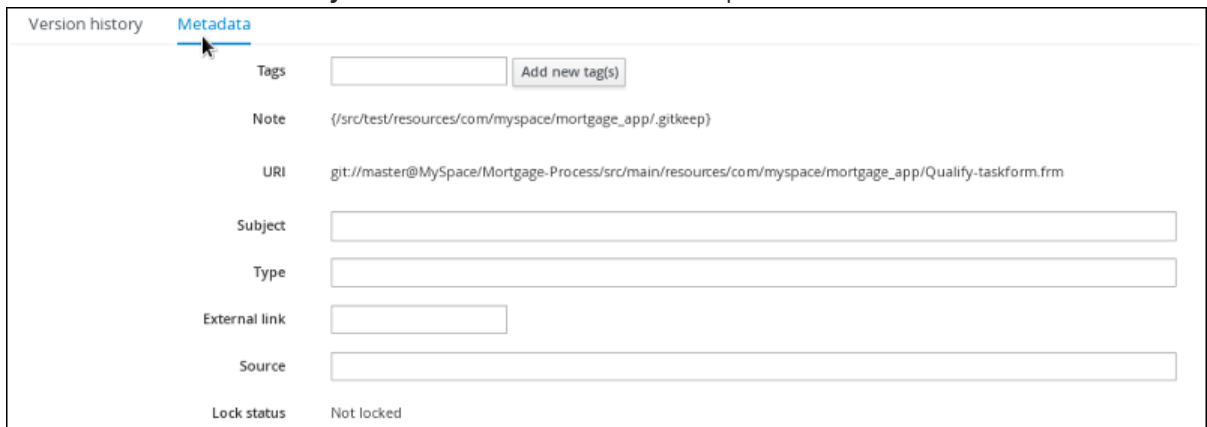 Version history Metadata
Tags Add new tag(s)
Note {/src/test/resources/com/myspace/mortgage_app/.gitkeep}
URI git://master@MySpace/Mortgage-Process/src/main/resources/com/myspace/mortgage_app/Qualify-taskform.frm
Subject
Type
External link
Source
Lock status Not locked